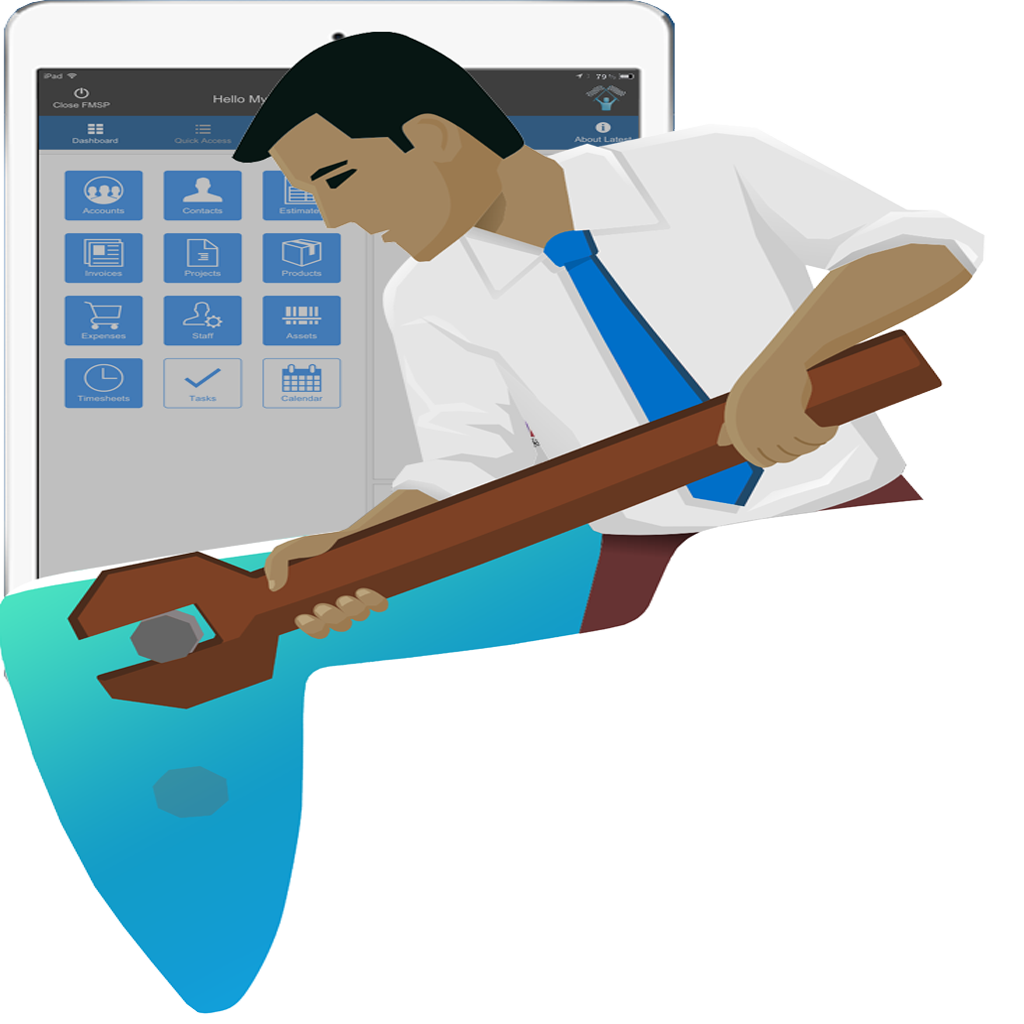 iPad
79%
Close FMSP
Hello My
Dashboard
Quick Access
About Latest
Accounts
Contacts
Estimate
Invoices
Projects
Products
Expenses
Staff
Assets
Timesheets
Tasks
Calendar